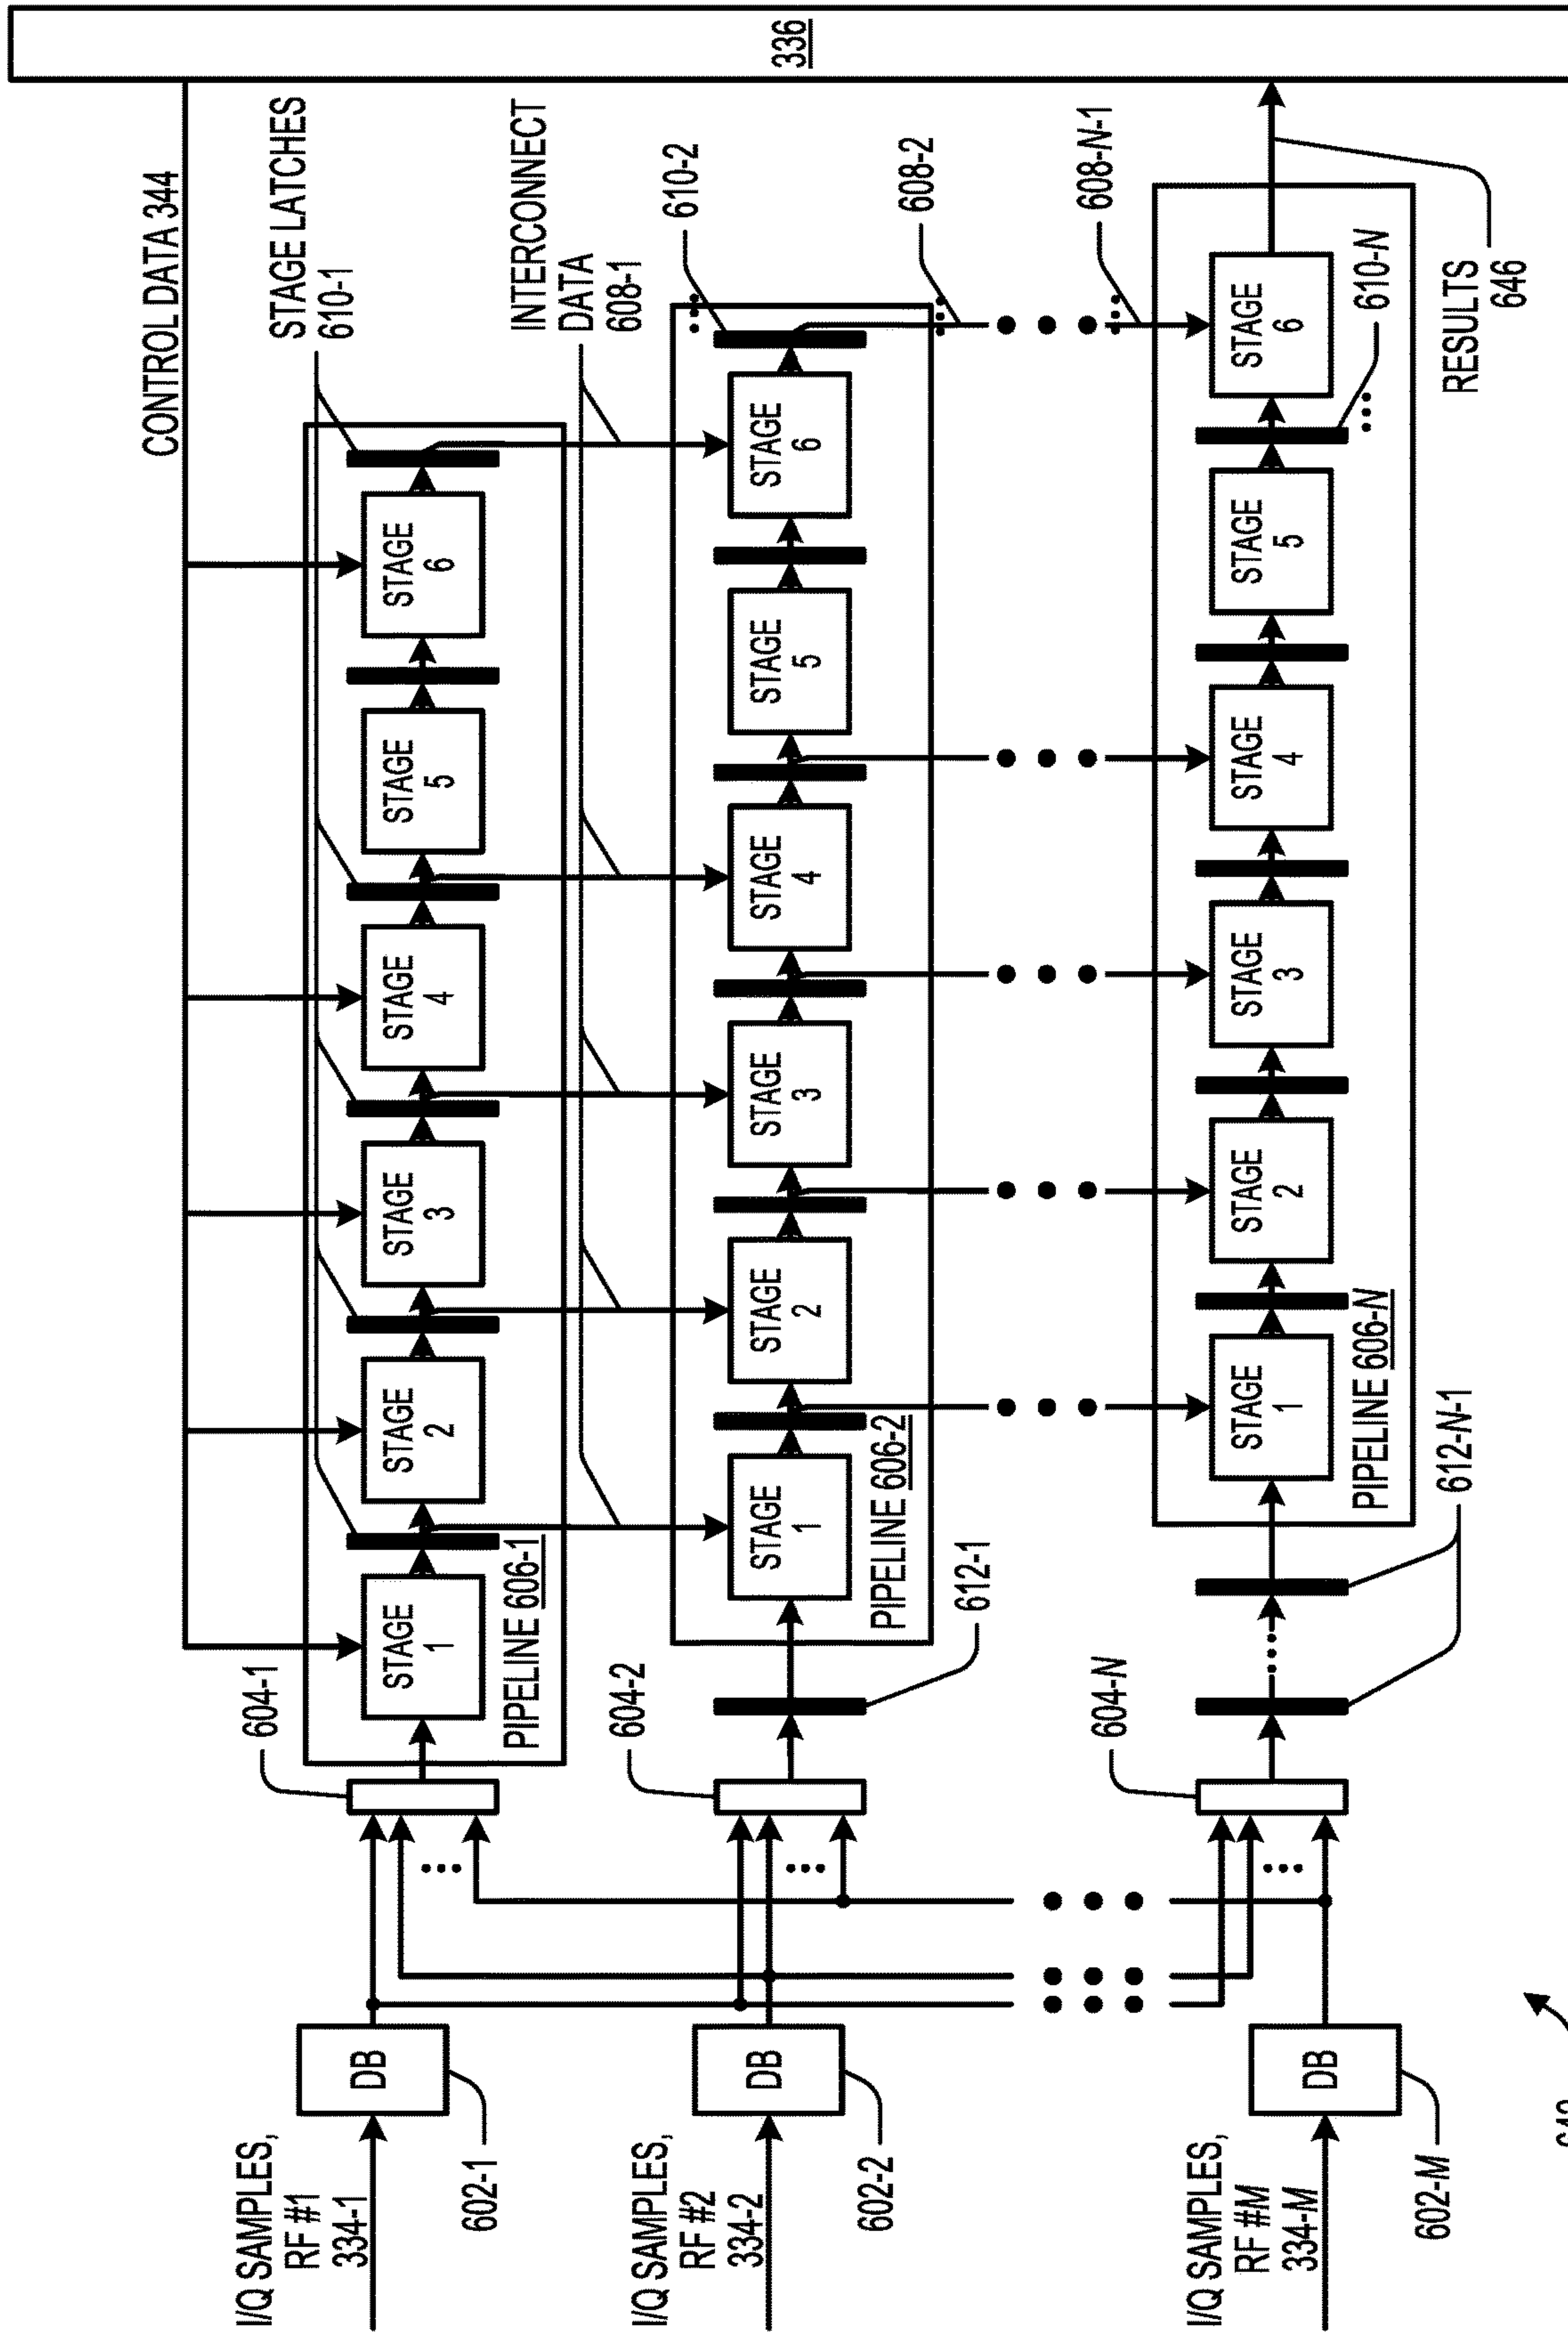 336
CONTROL DATA 344
STAGE LATCHES
610-1
INTERCONNECT
DATA
608-1
610-2
608-2
608-N-1
STAGE
1
STAGE
2
STAGE
3
STAGE
4
STAGE
5
STAGE
6
PIPELINE 606-1
604-1
I/Q SAMPLES,
RF #1
334-1
DB
602-1
STAGE
1
STAGE
2
STAGE
3
STAGE
4
STAGE
5
STAGE
6
PIPELINE 606-2
612-1
604-2
I/Q SAMPLES,
RF #2
334-2
DB
602-2
STAGE
1
STAGE
2
STAGE
3
STAGE
4
STAGE
5
STAGE
6
610-N
RESULTS
646
PIPELINE 606-N
612-N-1
604-N
I/Q SAMPLES,
RF #M
334-M
DB
602-M